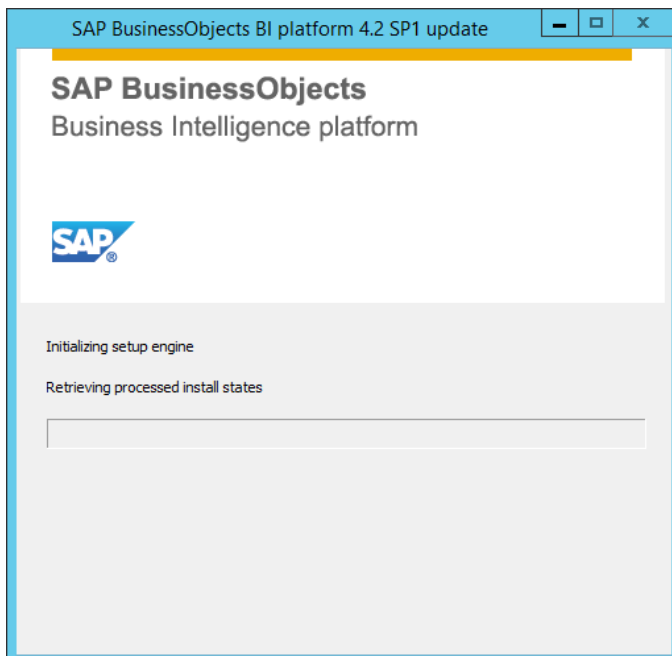 SAP BusinessObjects BI platform 4.2 SP1 update
SAP BusinessObjects
Business Intelligence platform
SAP®
Initializing setup engine
Retrieving processed install states